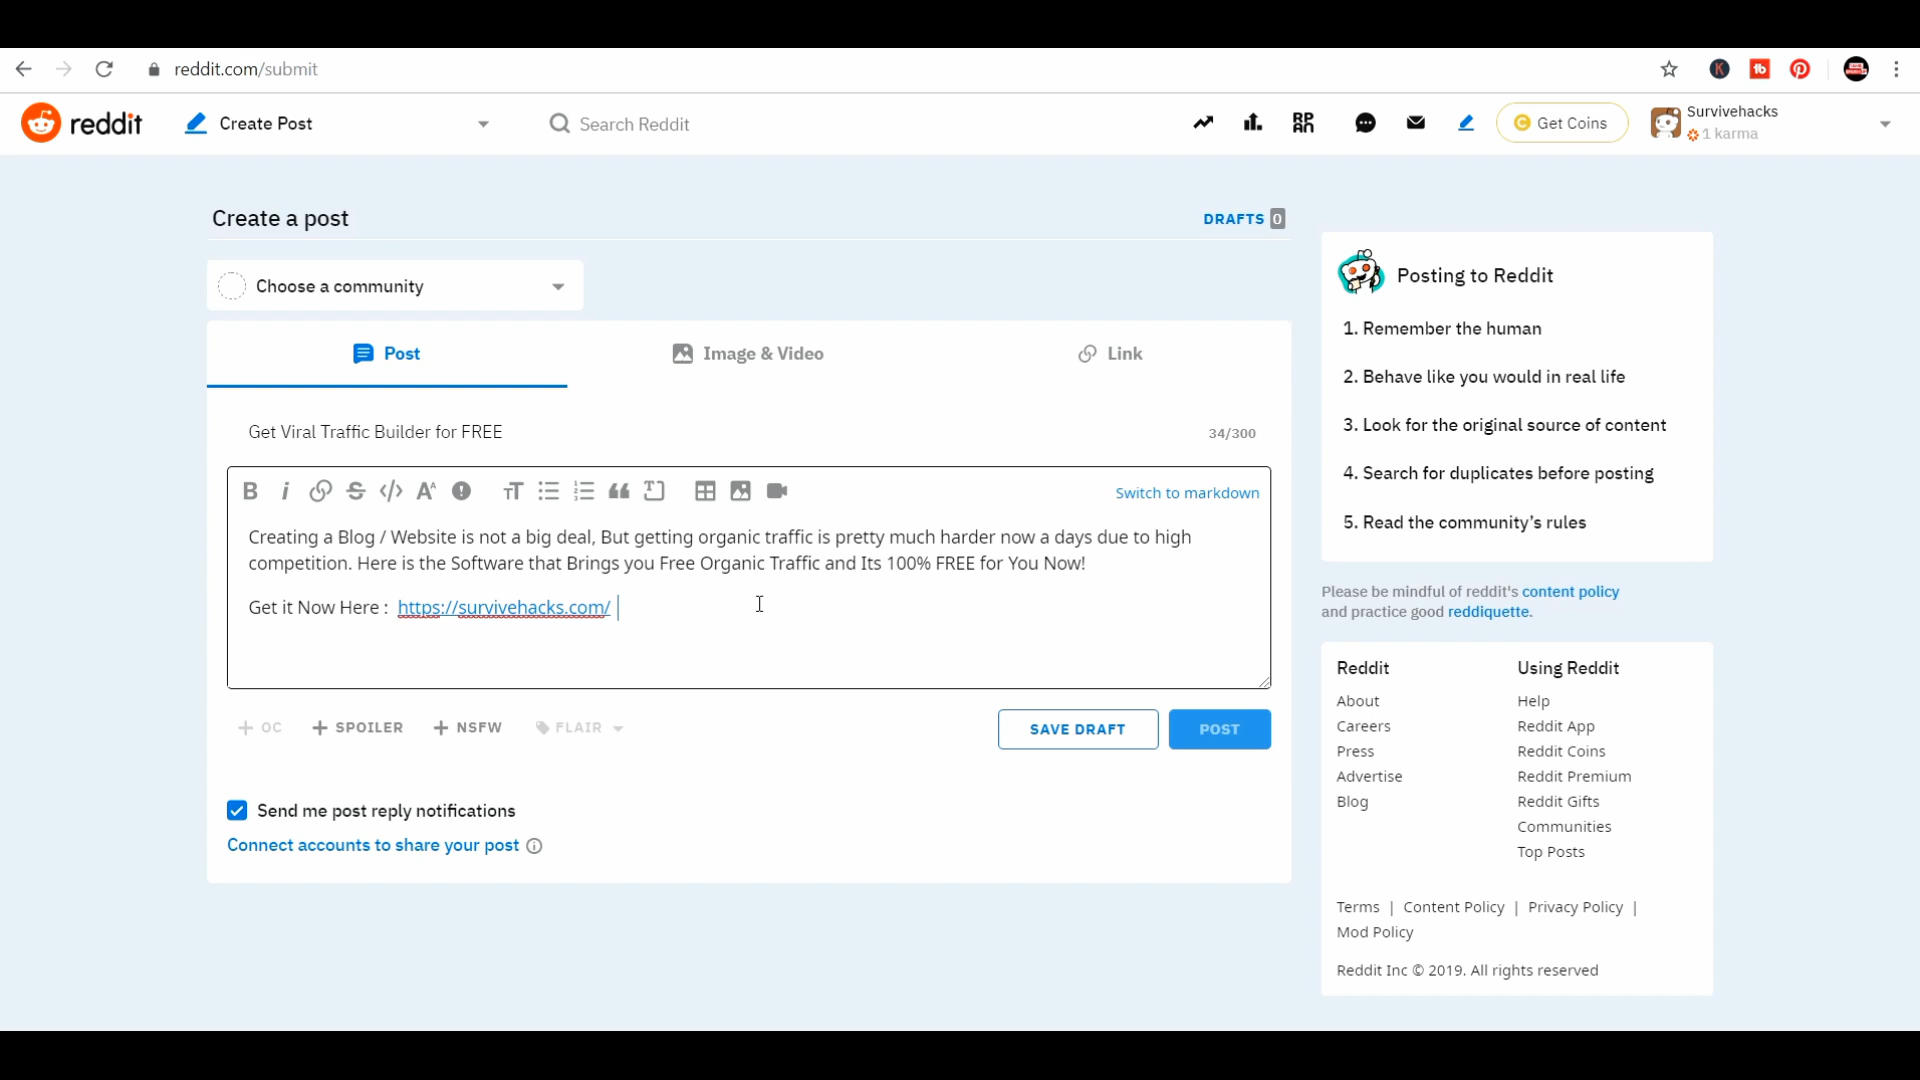 reddit.com/submit
reddit
Create Post
Search Reddit
Get Coins
Survivehacks
1 karma
Create a post
DRAFTS 0
Choose a community
Post
Image & Video
Link
Get Viral Traffic Builder for FREE
34/300
Switch to markdown
Creating a Blog / Website is not a big deal, But getting organic traffic is pretty much harder now a days due to high
competition. Here is the Software that Brings you Free Organic Traffic and Its 100% FREE for You Now!
Get it Now Here : https://survivehacks.com/
+ OC
+ SPOILER
+ NSFW
FLAIR
SAVE DRAFT
POST
Send me post reply notifications
Connect accounts to share your post
Posting to Reddit
1. Remember the human
2. Behave like you would in real life
3. Look for the original source of content
4. Search for duplicates before posting
5. Read the community's rules
Please be mindful of reddit's content policy
and practice good reddiquette.
Reddit
About
Careers
Press
Advertise
Blog
Using Reddit
Help
Reddit App
Reddit Coins
Reddit Premium
Reddit Gifts
Communities
Top Posts
Terms | Content Policy | Privacy Policy |
Mod Policy
Reddit Inc © 2019. All rights reserved